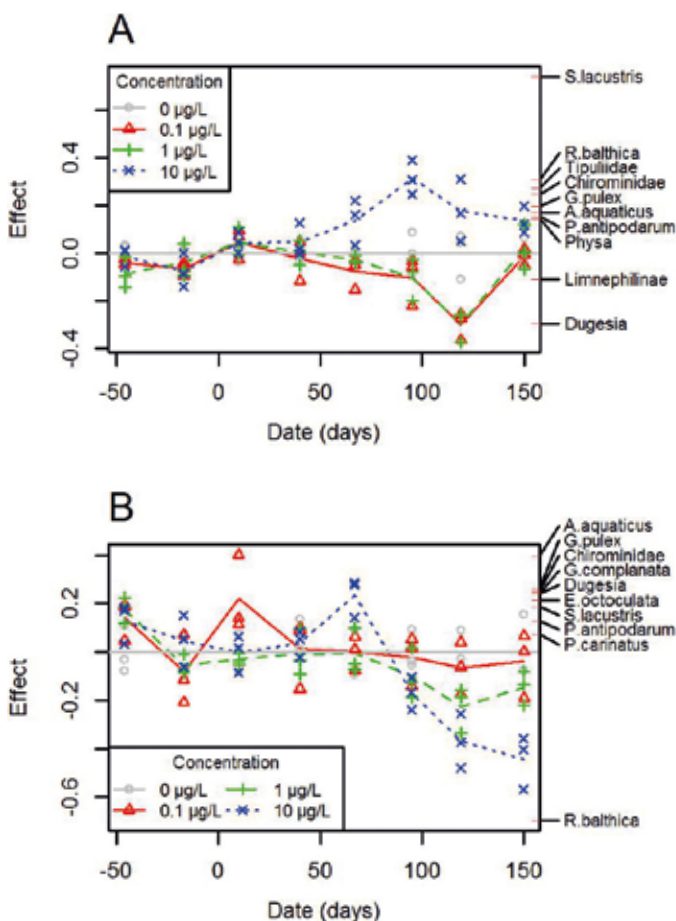 A
Concentration
0 µg/L
0.1 µg/L
1 µg/L
10 µg/L
Effect
0.4
0.0
-0.4
-50
0
50
100
150
Date (days)
S.lacustris
R.balthica
Tipuliidae
Chirominidae
G.pulex
A.aquaticus
P.antipodarum
Physa
Limnephilinae
Dugesia
B
Effect
0.2
-0.2
-0.6
Concentration
0 µg/L
1 µg/L
0.1 µg/L
10 µg/L
-50
0
50
100
150
Date (days)
A.aquaticus
G.pulex
Chirominidae
G.complanata
Dugesia
E.octoculata
S.lacustris
P.antipodarum
P.carinatus
R.balthica